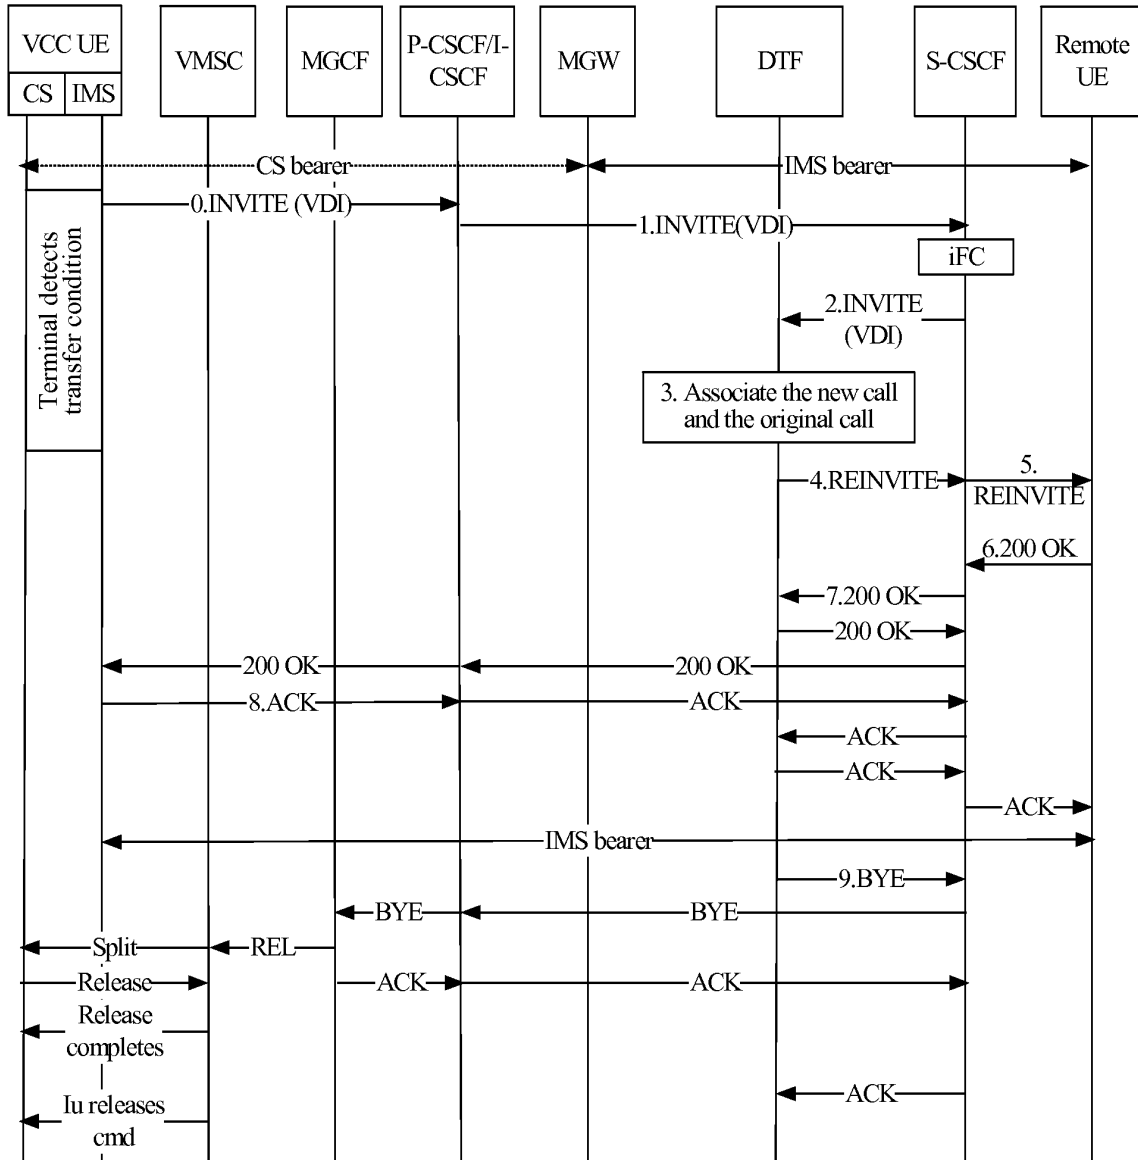 VCC UE
CS
IMS
VMSC
MGCF
P-CSCF/I-
CSCF
MGW
DTF
S-CSCF
Remote
UE
CS bearer
IMS bearer
0.INVITE (VDI)
1.INVITE(VDI)
iFC
Terminal detects
transfer condition
2.INVITE
(VDI)
3. Associate the new call
and the original call
4.REINVITE
5.
REINVITE
6.200 OK
7.200 OK
200 OK
200 OK
200 OK
8.ACK
ACK
ACK
ACK
ACK
IMS bearer
9.BYE
BYE
BYE
Split
REL
Release
ACK
ACK
Release
completes
ACK
Iu releases
cmd